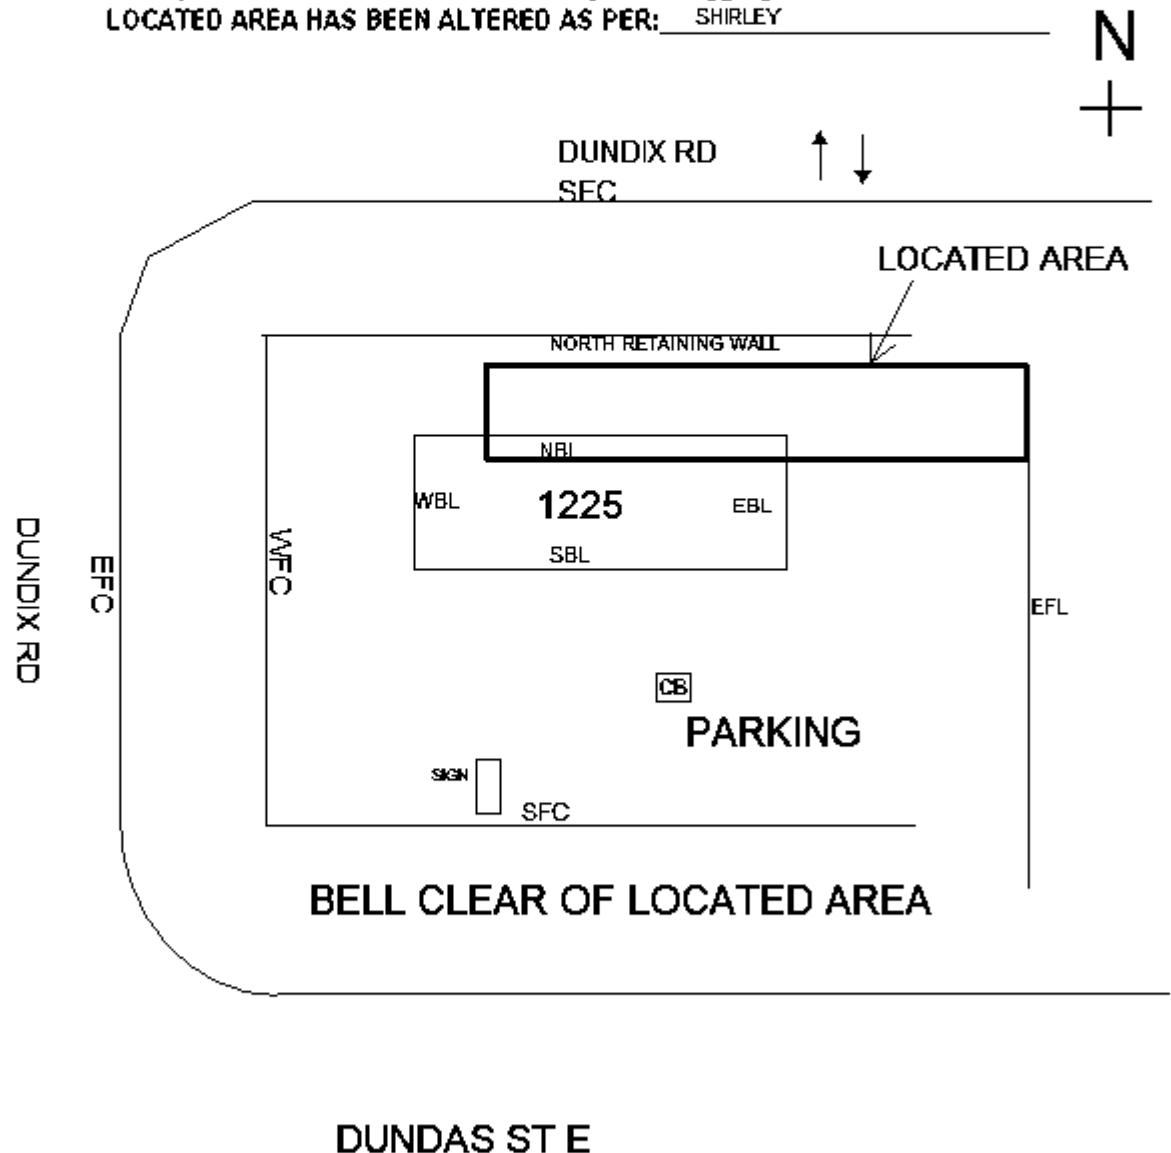 LOCATED AREA HAS BEEN ALTERED AS PER: SHIRLEY
N
DUNDIX RD
SFC
LOCATED AREA
NORTH RETAINING WALL
NBL
WBL
1225
EBL
SBL
WFC
EFC
DUNDIX RD
EFL
CB
PARKING
SIGN
SFC
BELL CLEAR OF LOCATED AREA
DUNDAS ST E